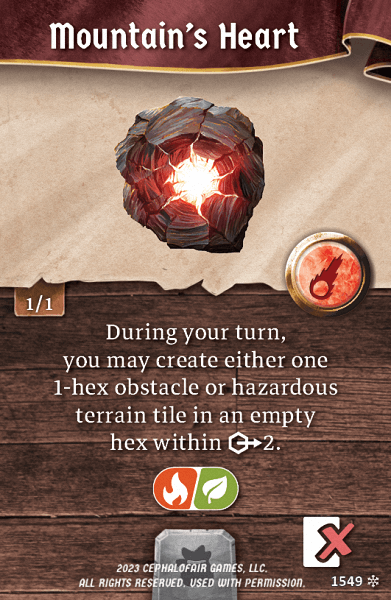 Mountain's Heart
1/1
During your turn,
you may create either one
1-hex obstacle or hazardous
terrain tile in an empty
hex within 2.
2023 CEPHALOFAIR GAMES, LLC.
ALL RIGHTS RESERVED. USED WITH PERMISSION.
1549